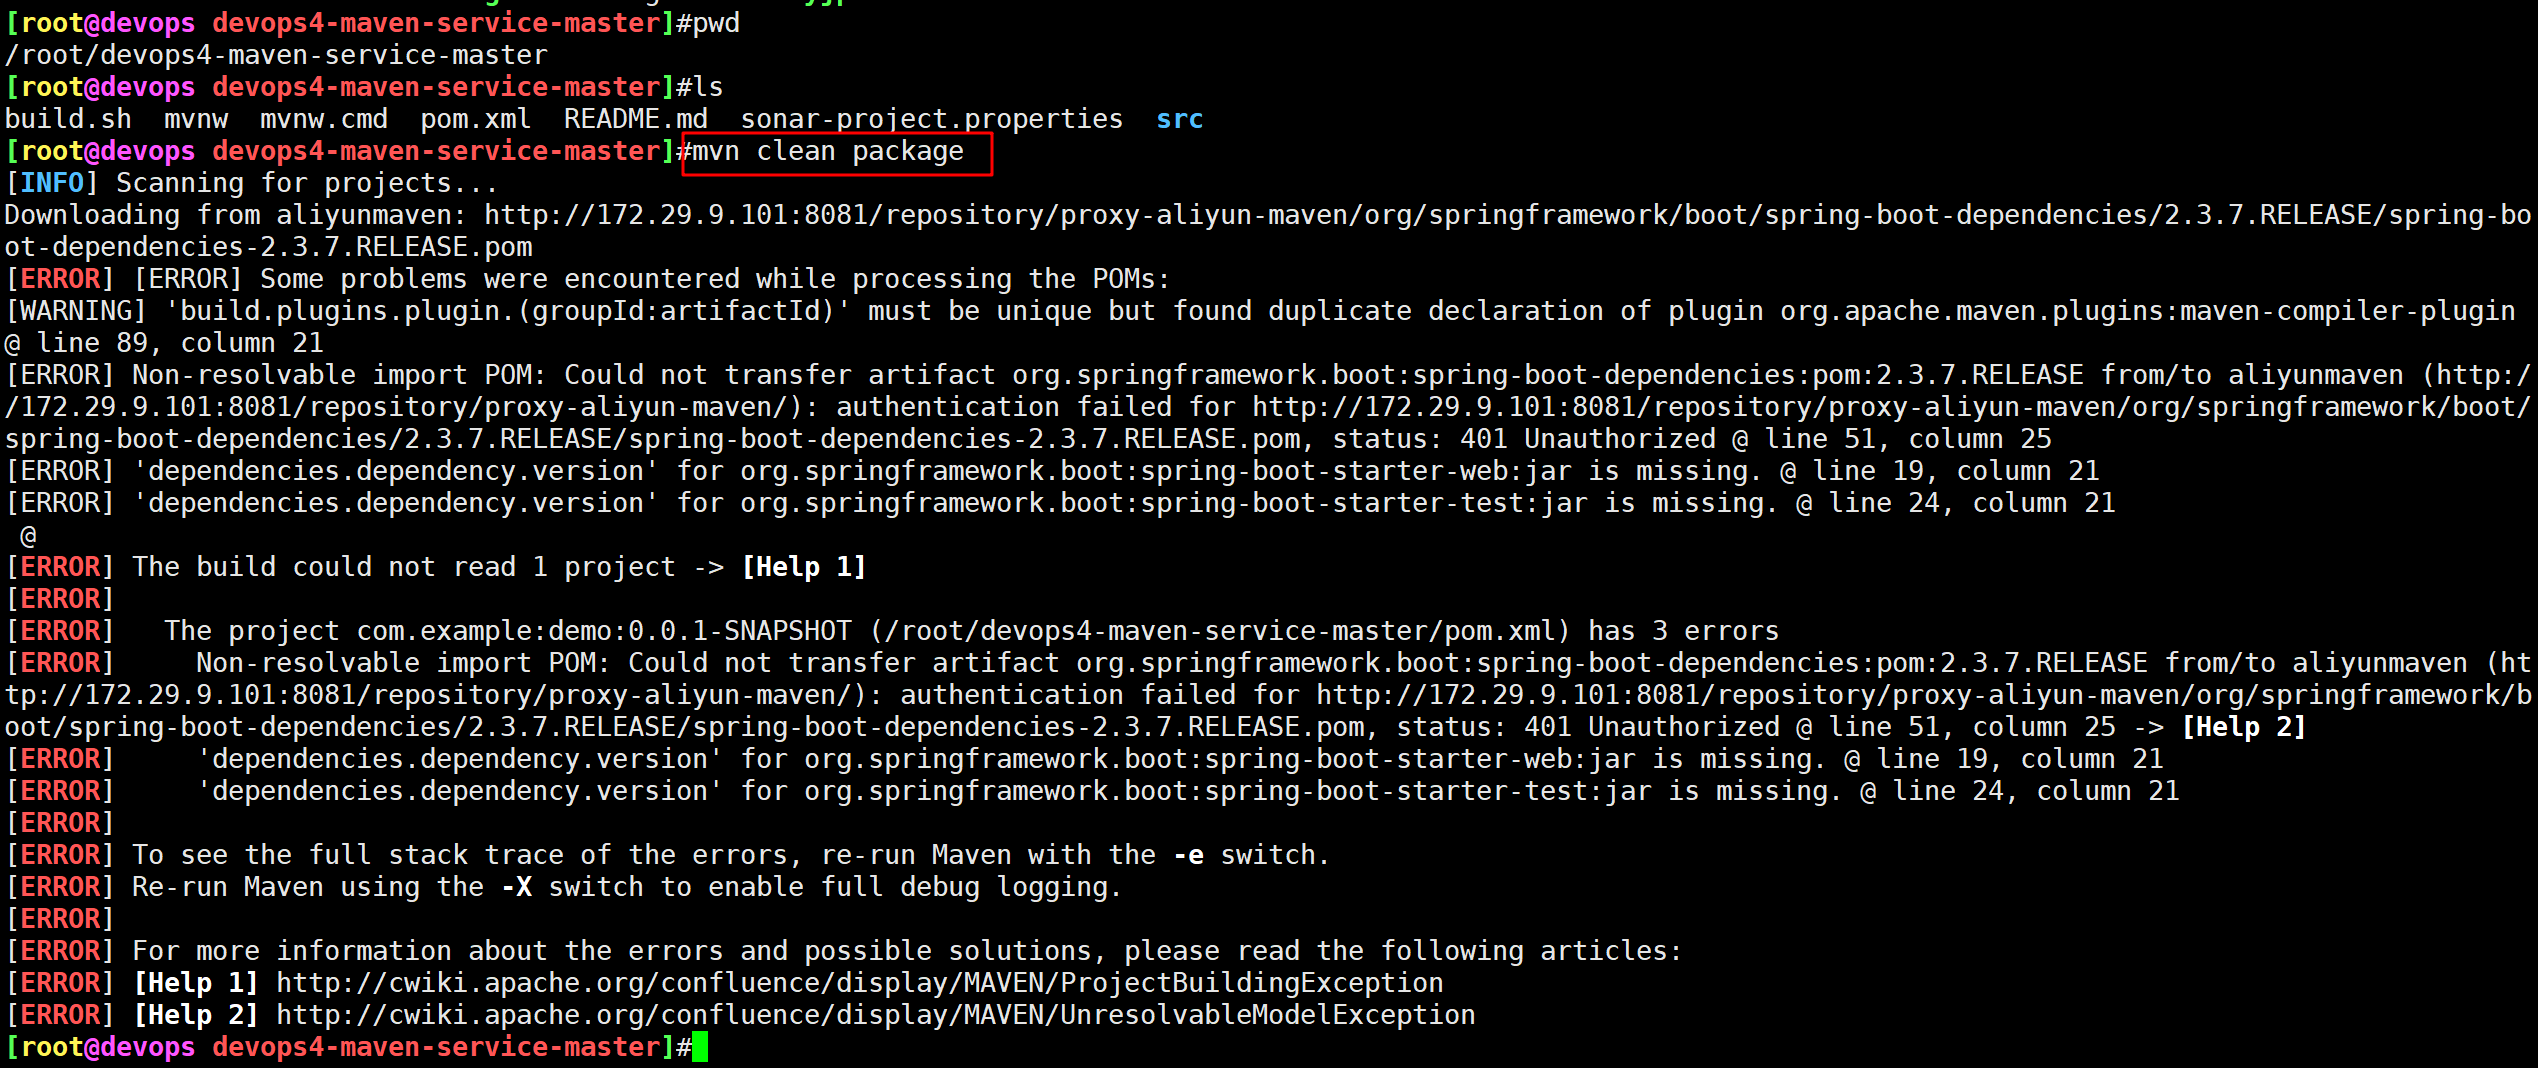 [root@devops devops4-maven-service-master]#pwd
/root/devops4-maven-service-master
[root@devops devops4-maven-service-master]#ls
build.sh  mvnw  mvnw.cmd  pom.xml  README.md  sonar-project.properties  src
[root@devops devops4-maven-service-master]#mvn clean package
[INFO] Scanning for projects...
Downloading from aliyunmaven: http://172.29.9.101:8081/repository/proxy-aliyun-maven/org/springframework/boot/spring-boot-dependencies/2.3.7.RELEASE/spring-bo
ot-dependencies-2.3.7.RELEASE.pom
[ERROR] [ERROR] Some problems were encountered while processing the POMs:
[WARNING] 'build.plugins.plugin.(groupId:artifactId)' must be unique but found duplicate declaration of plugin org.apache.maven.plugins:maven-compiler-plugin
@ line 89, column 21
[ERROR] Non-resolvable import POM: Could not transfer artifact org.springframework.boot:spring-boot-dependencies:pom:2.3.7.RELEASE from/to aliyunmaven (http:/
/172.29.9.101:8081/repository/proxy-aliyun-maven/): authentication failed for http://172.29.9.101:8081/repository/proxy-aliyun-maven/org/springframework/boot/
spring-boot-dependencies/2.3.7.RELEASE/spring-boot-dependencies-2.3.7.RELEASE.pom, status: 401 Unauthorized @ line 51, column 25
[ERROR] 'dependencies.dependency.version' for org.springframework.boot:spring-boot-starter-web:jar is missing. @ line 19, column 21
[ERROR] 'dependencies.dependency.version' for org.springframework.boot:spring-boot-starter-test:jar is missing. @ line 24, column 21
 @
[ERROR] The build could not read 1 project -> [Help 1]
[ERROR]
[ERROR]   The project com.example:demo:0.0.1-SNAPSHOT (/root/devops4-maven-service-master/pom.xml) has 3 errors
[ERROR]     Non-resolvable import POM: Could not transfer artifact org.springframework.boot:spring-boot-dependencies:pom:2.3.7.RELEASE from/to aliyunmaven (ht
tp://172.29.9.101:8081/repository/proxy-aliyun-maven/): authentication failed for http://172.29.9.101:8081/repository/proxy-aliyun-maven/org/springframework/b
oot/spring-boot-dependencies/2.3.7.RELEASE/spring-boot-dependencies-2.3.7.RELEASE.pom, status: 401 Unauthorized @ line 51, column 25 -> [Help 2]
[ERROR]     'dependencies.dependency.version' for org.springframework.boot:spring-boot-starter-web:jar is missing. @ line 19, column 21
[ERROR]     'dependencies.dependency.version' for org.springframework.boot:spring-boot-starter-test:jar is missing. @ line 24, column 21
[ERROR]
[ERROR] To see the full stack trace of the errors, re-run Maven with the -e switch.
[ERROR] Re-run Maven using the -X switch to enable full debug logging.
[ERROR]
[ERROR] For more information about the errors and possible solutions, please read the following articles:
[ERROR] [Help 1] http://cwiki.apache.org/confluence/display/MAVEN/ProjectBuildingException
[ERROR] [Help 2] http://cwiki.apache.org/confluence/display/MAVEN/UnresolvableModelException
[root@devops devops4-maven-service-master]#